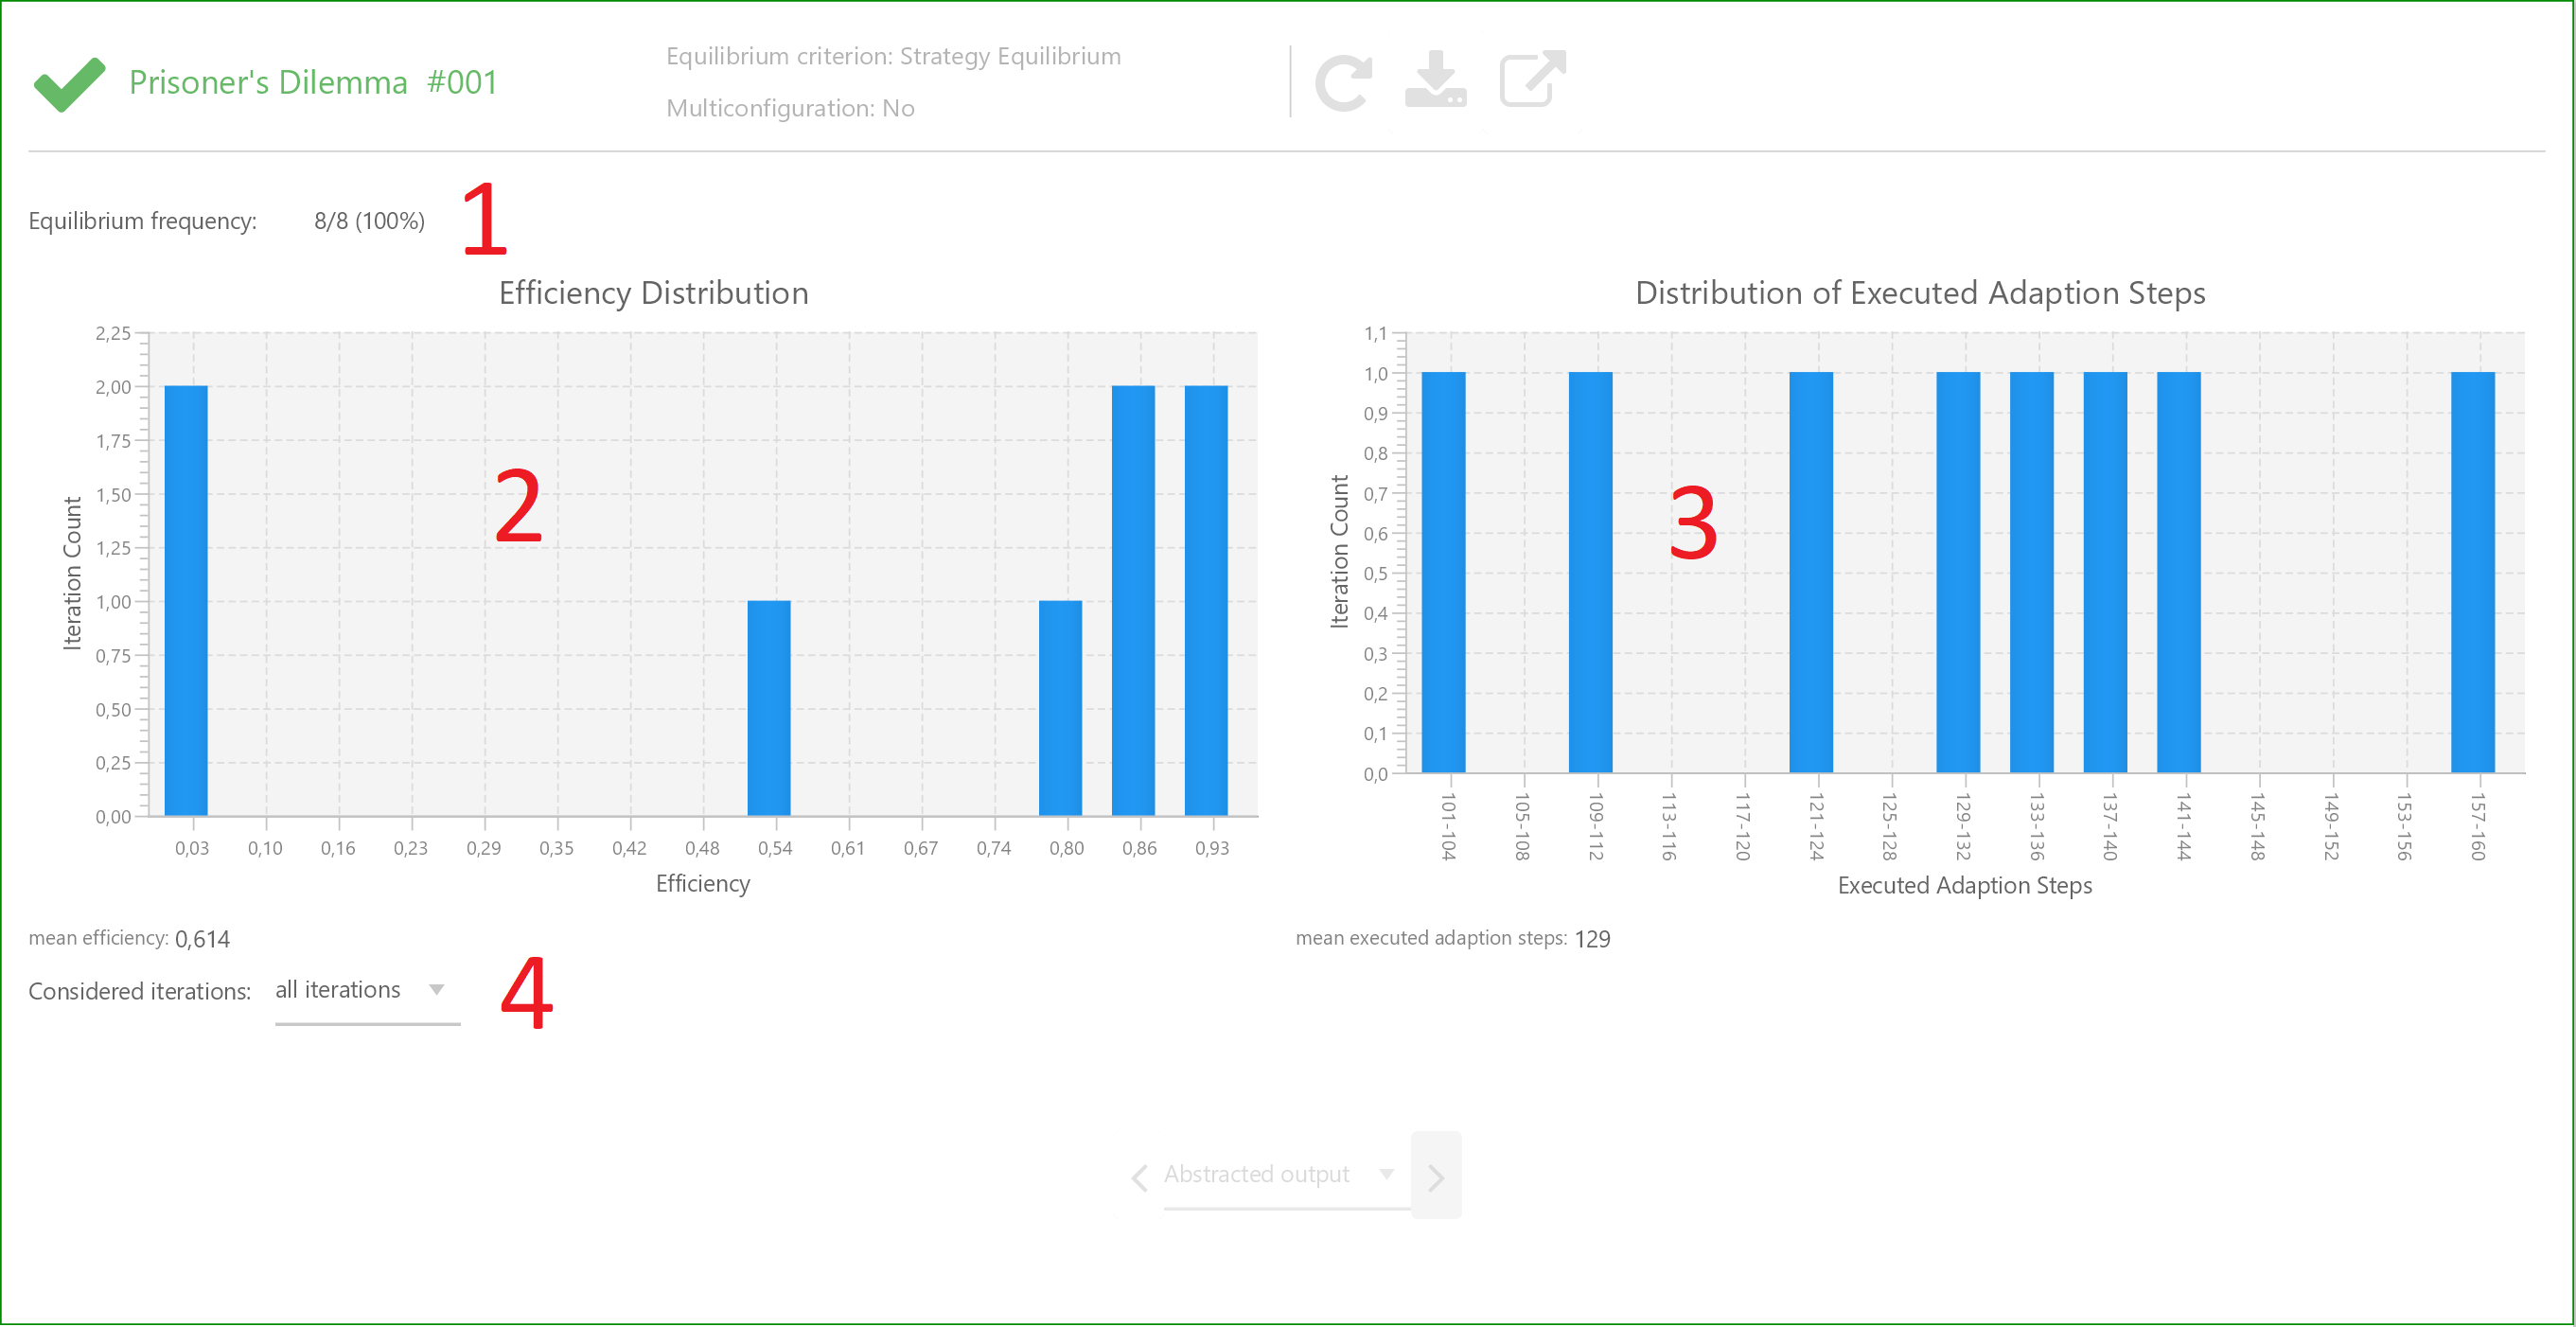 Prisoner's Dilemma #001
Equilibrium criterion: Strategy Equilibrium
Multiconfiguration: No
Equilibrium frequency: 8/8 (100%)
1
Efficiency Distribution
2,25
2,00
1,75
1,50
1,25
1,00
0,75
0,50
0,25
0,00
Iteration Count
2
0,03 0,10 0,16 0,23 0,29 0,35 0,42 0,48 0,54 0,61 0,67 0,74 0,80 0,86 0,93
Efficiency
mean efficiency: 0,614
Distribution of Executed Adaption Steps
1,1
1,0
0,9
0,8
0,7
0,6
0,5
0,4
0,3
0,2
0,1
0,0
Iteration Count
3
101-104
105-108
109-112
113-116
117-120
121-124
125-128
129-132
133-136
137-140
141-144
145-148
149-152
153-156
157-160
Executed Adaption Steps
mean executed adaption steps: 129
Considered iterations: all iterations
4
Abstracted output